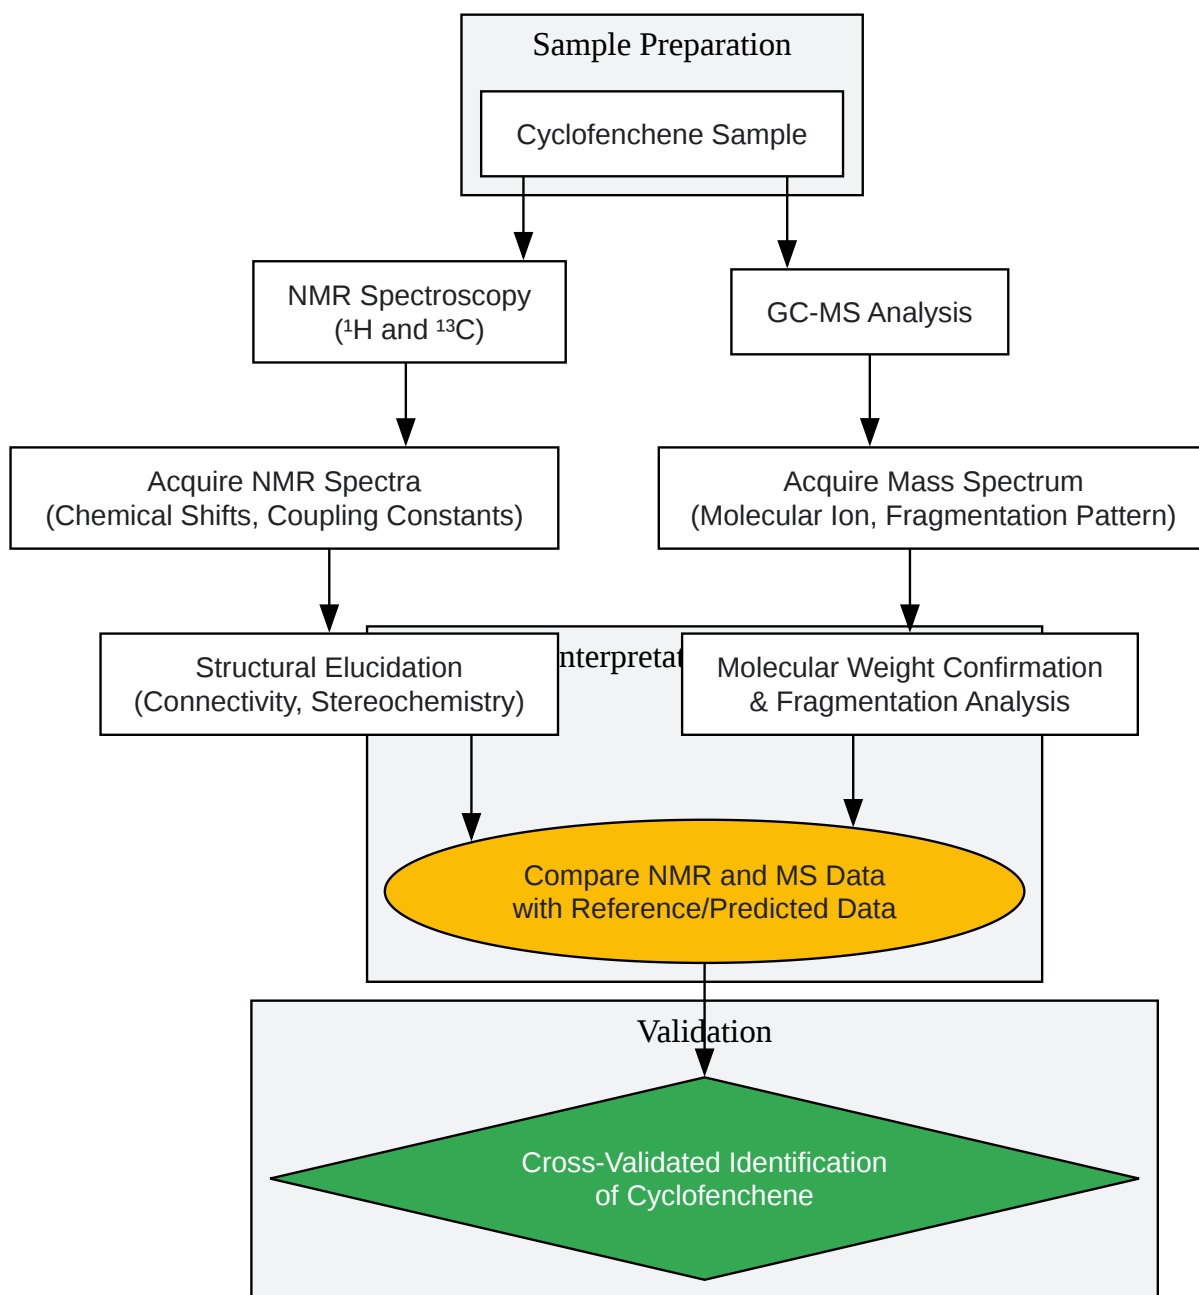 Sample Preparation
Cyclofenchene Sample
NMR Spectroscopy
(¹H and ¹³C)
GC-MS Analysis
Acquire NMR Spectra
(Chemical Shifts, Coupling Constants)
Acquire Mass Spectrum
(Molecular Ion, Fragmentation Pattern)
Structural Elucidation
(Connectivity, Stereochemistry)
nterpretat
Molecular Weight Confirmation
& Fragmentation Analysis
Compare NMR and MS Data
with Reference/Predicted Data
Validation
Cross-Validated Identification
of Cyclofenchene